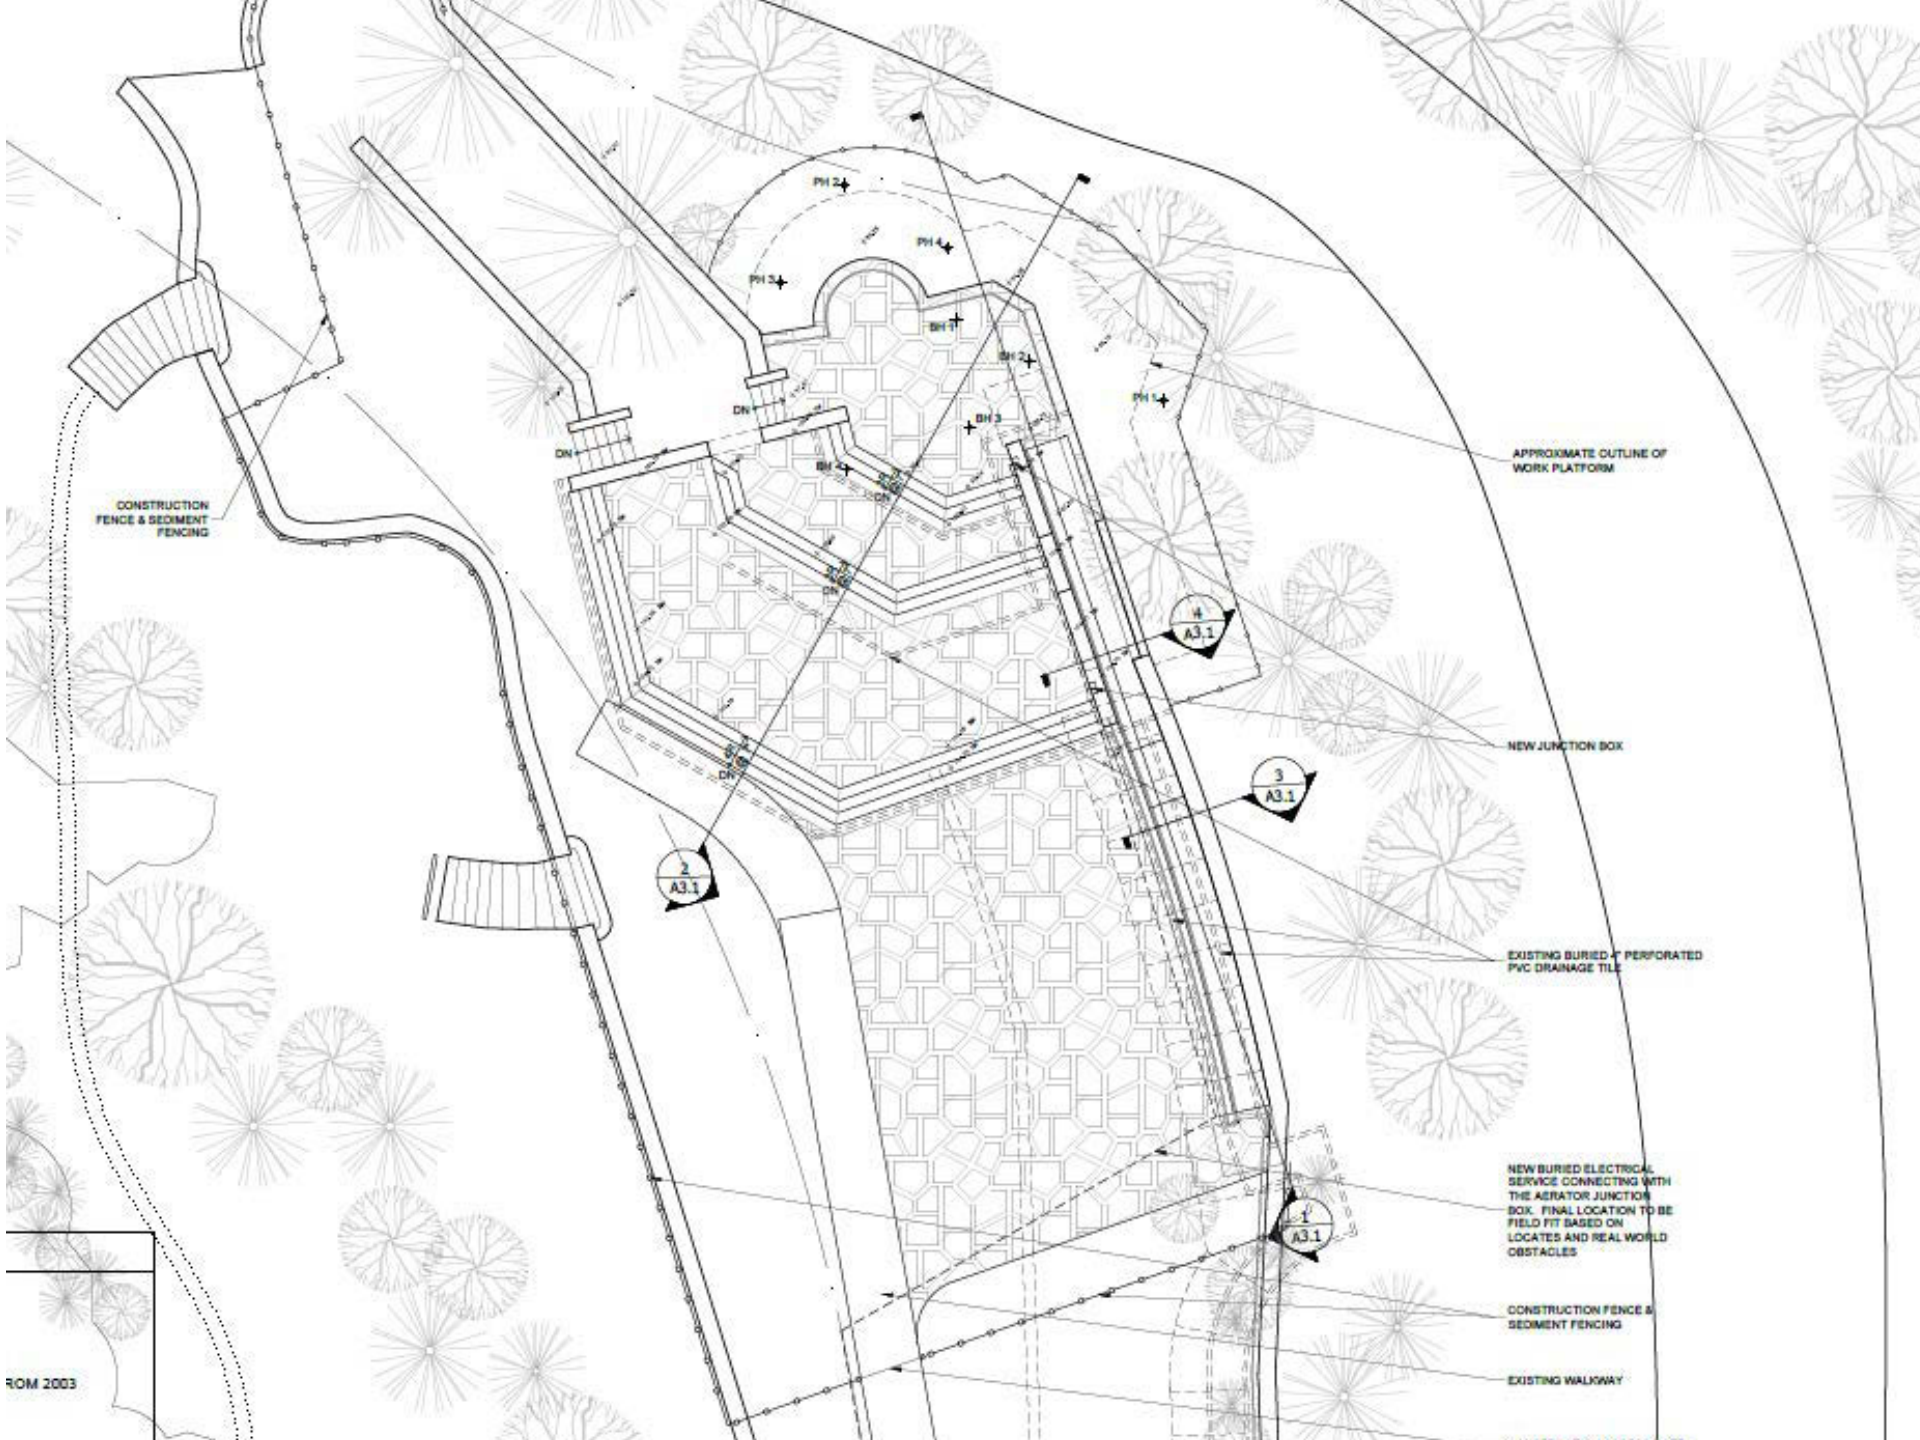 PH 2
PH 4
PH 3
BH 1
BH 2
PH 1
DN
BH 3
DN
BH 4
DN
APPROXIMATE OUTLINE OF
WORK PLATFORM
CONSTRUCTION
FENCE & SEDIMENT
FENCING
DN
4
A3.1
NEW JUNCTION BOX
DN
3
A3.1
2
A3.1
EXISTING BURIED 4" PERFORATED
PVC DRAINAGE TILE
NEW BURIED ELECTRICAL
SERVICE CONNECTING WITH
THE AERATOR JUNCTION
BOX. FINAL LOCATION TO BE
FIELD FIT BASED ON
LOCATES AND REAL WORLD
OBSTACLES
1
A3.1
CONSTRUCTION FENCE &
SEDIMENT FENCING
EXISTING WALKWAY
ROM 2003